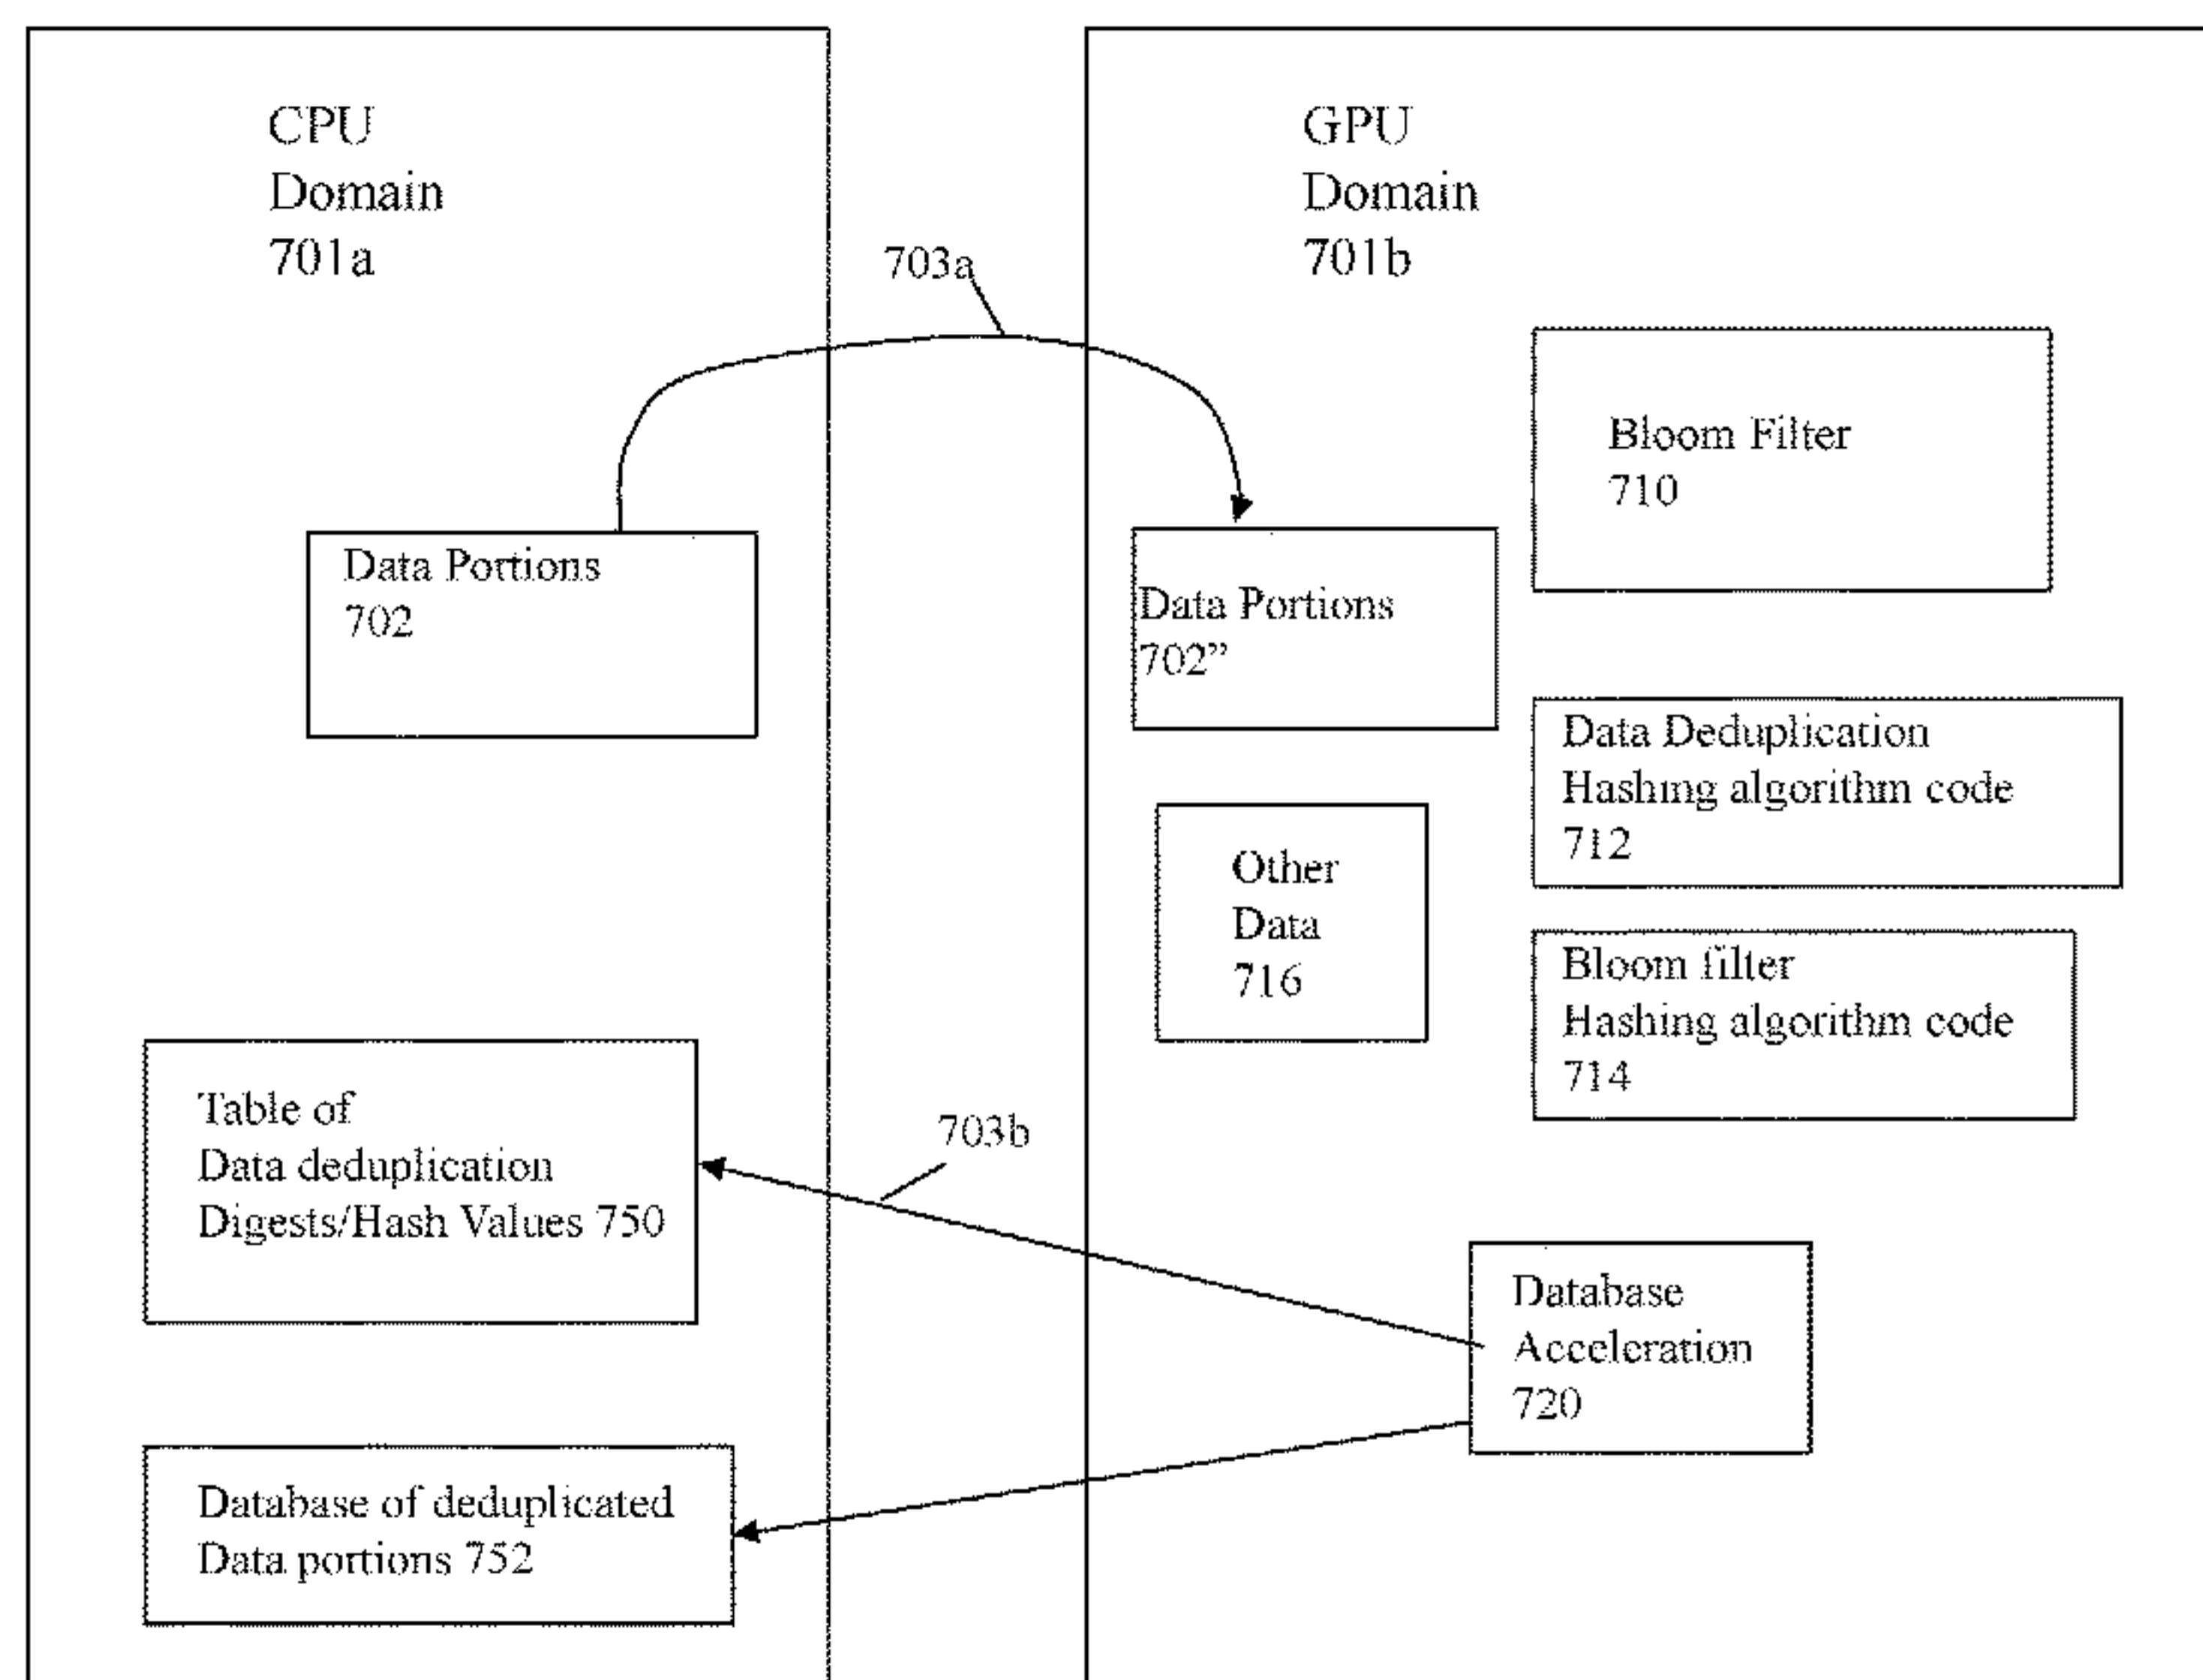 CPU
Domain
701a
GPU
Domain
701b
703a
Bloom Filter
710
Data Portions
702
Data Portions
702”
Data Deduplication
Hashing algorithm code
712
Other
Data
716
Bloom filter
Hashing algorithm code
714
Table of
Data deduplication
Digests/Hash Values 750
703b
Database
Acceleration
720
Database of deduplicated
Data portions 752